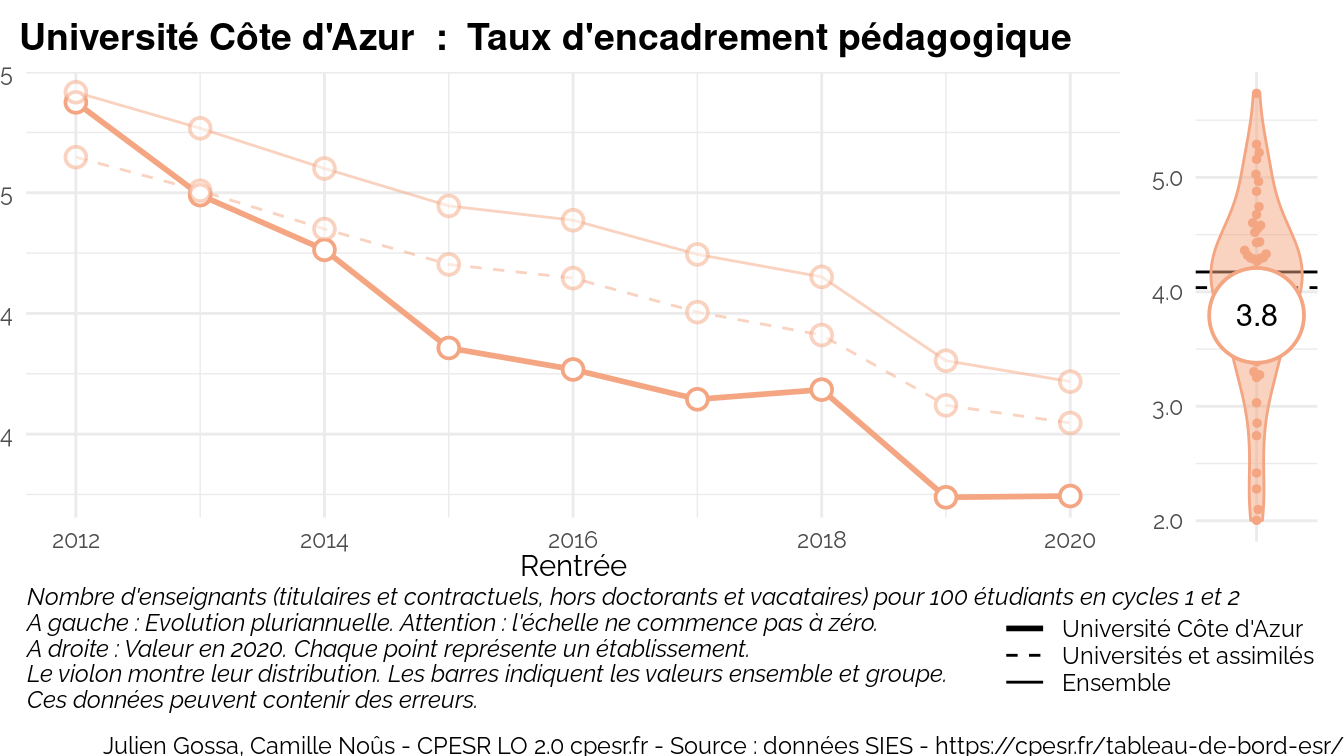 Université Côte d'Azur : Taux d'encadrement pédagogique
5
5
4
4
2012 2014 2016 2018 2020
Rentrée
5.0
4.0
3.0
2.0
3.8
Nombre d'enseignants (titulaires et contractuels, hors doctorants et vacataires) pour 100 étudiants en cycles 1 et 2
A gauche : Evolution pluriannuelle. Attention : l'échelle ne commence pas à zéro.
A droite : Valeur en 2020. Chaque point représente un établissement.
Le violon montre leur distribution. Les barres indiquent les valeurs ensemble et groupe.
Ces données peuvent contenir des erreurs.
Université Côte d'Azur
Universités et assimilés
Ensemble
Julien Gossa, Camille Noûs - CPESR LO 2.0 cpesr.fr - Source : données SIES - https://cpesr.fr/tableau-de-bord-esr/